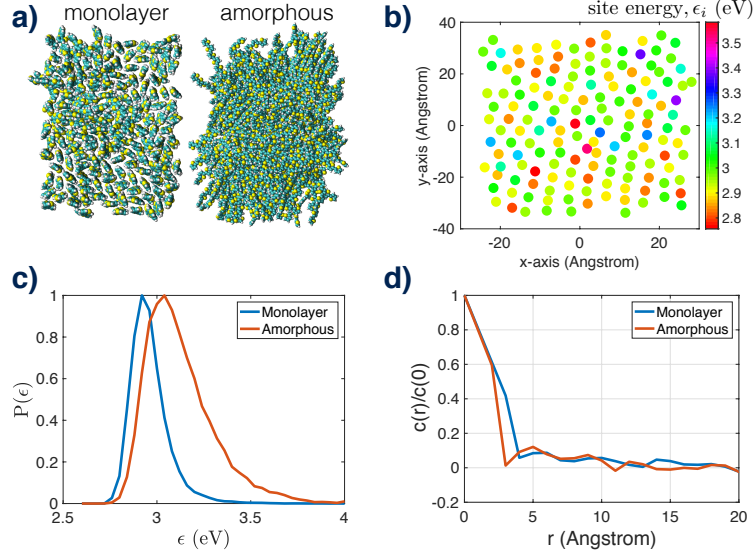 a)
monolayer
amorphous
b)
site energy, ϵi (eV)
40
20
0
-20
-40
y-axis (Angstrom)
-20
0
20
x-axis (Angstrom)
3.5
3.4
3.3
3.2
3.1
3
2.9
2.8
c)
1
0.8
0.6
0.4
0.2
0
P(ϵ)
Monolayer
Amorphous
2.5
3
3.5
4
ϵ (eV)
d)
1
0.8
0.6
0.4
0.2
0
-0.2
c(r)/c(0)
Monolayer
Amorphous
0
5
10
15
20
r (Angstrom)